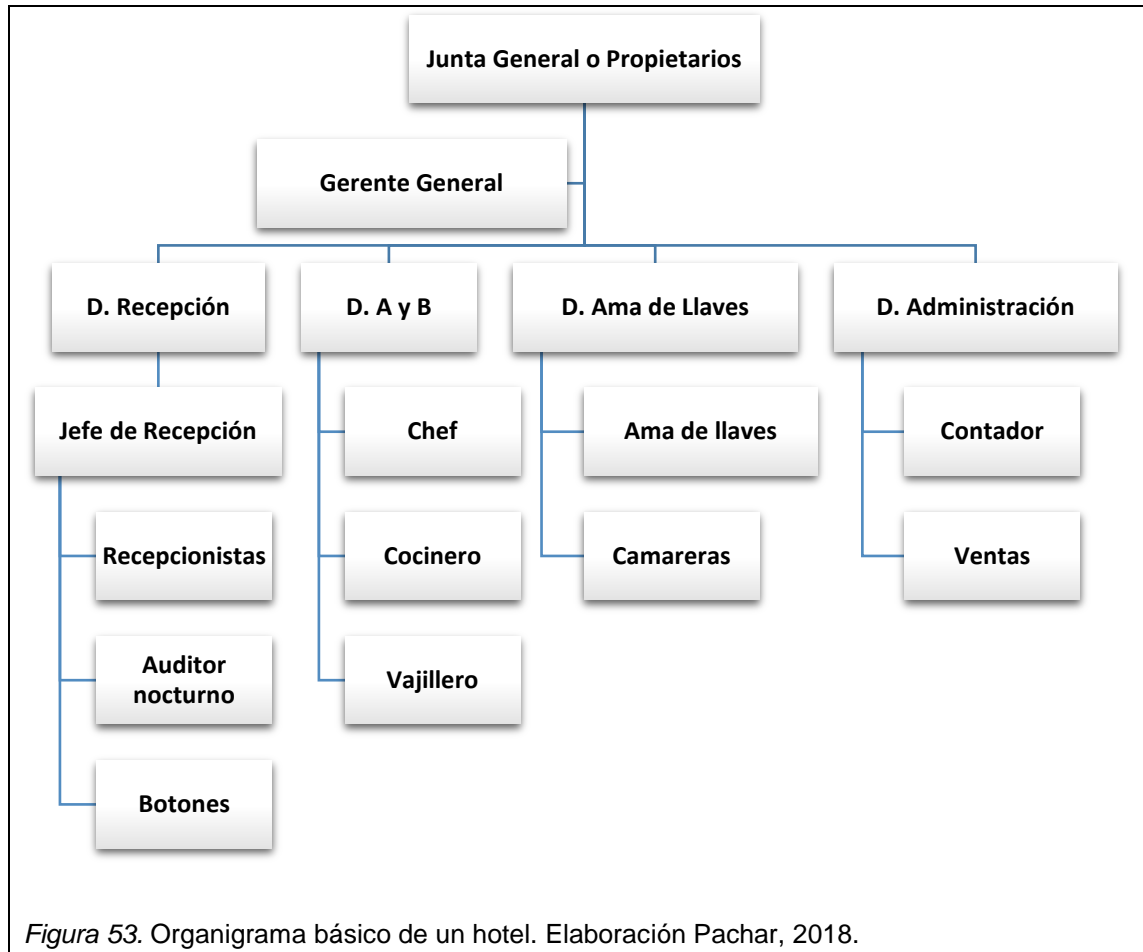 Junta General o Propietarios
Gerente General
D. Recepción
D. A y B
D. Ama de Llaves
D. Administración
Jefe de Recepción
Chef
Ama de llaves
Contador
Recepcionistas
Cocinero
Camareras
Ventas
Auditor
nocturno
Vajillero
Botones
Figura 53. Organigrama básico de un hotel. Elaboración Pachar, 2018.